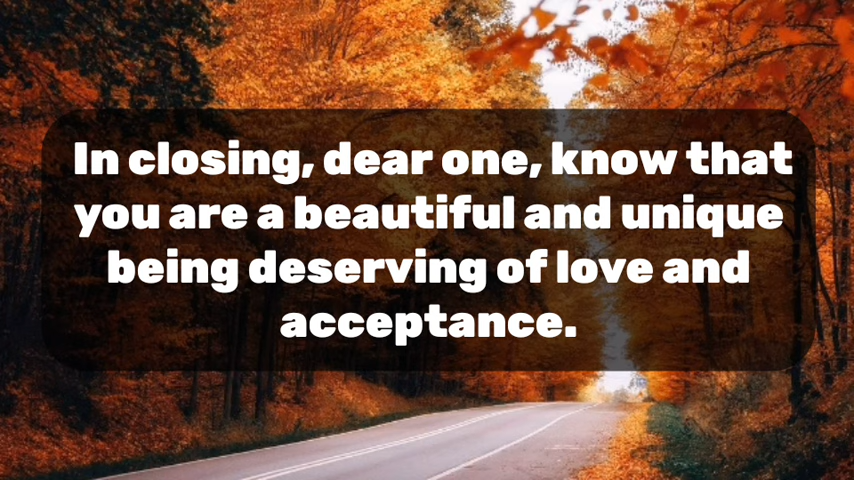 In closing, dear one, know that
you are a beautiful and unique
being deserving of love and
acceptance.